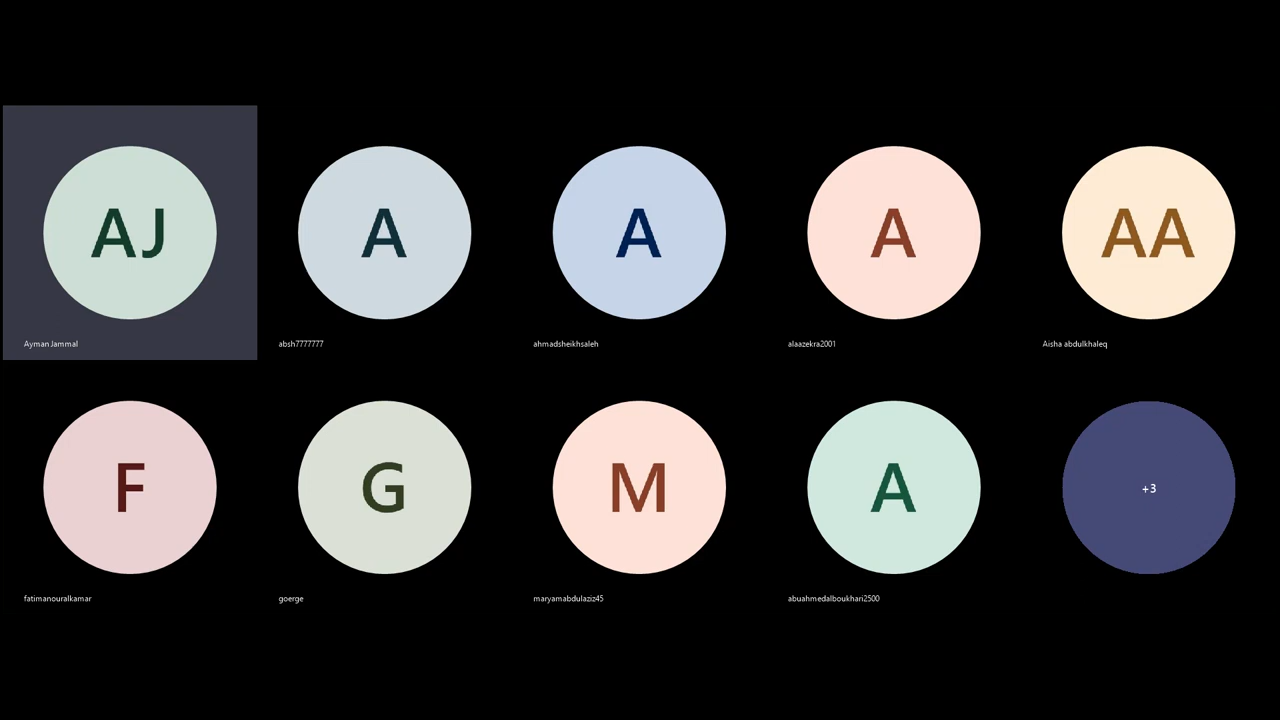 AJ
A
A
A
AA
Ayman Jammal
absh7777777
ahmadsheikhsaleh
alaazekra2001
Aisha abdulkhaleq
F
G
M
A
+3
fatimanouralkamar
goerge
maryamabdulaziz45
abuahmedalboukhari2500